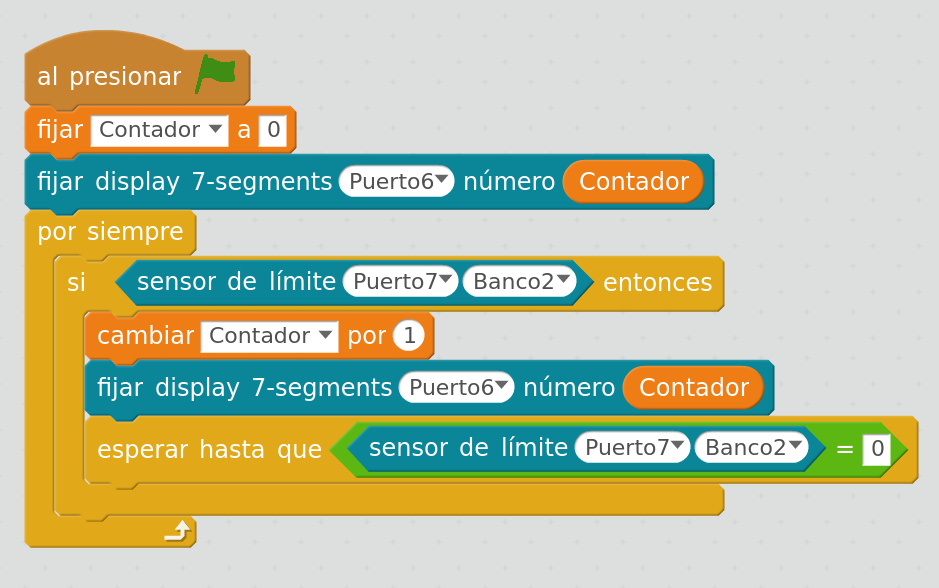 al presionar
fijar Contador a 0
fijar display 7-segments Puerto6 número Contador
por siempre
si sensor de límite Puerto7 Banco2 entonces
cambiar Contador por 1
fijar display 7-segments Puerto6 número Contador
esperar hasta que sensor de límite Puerto7 Banco2 = 0